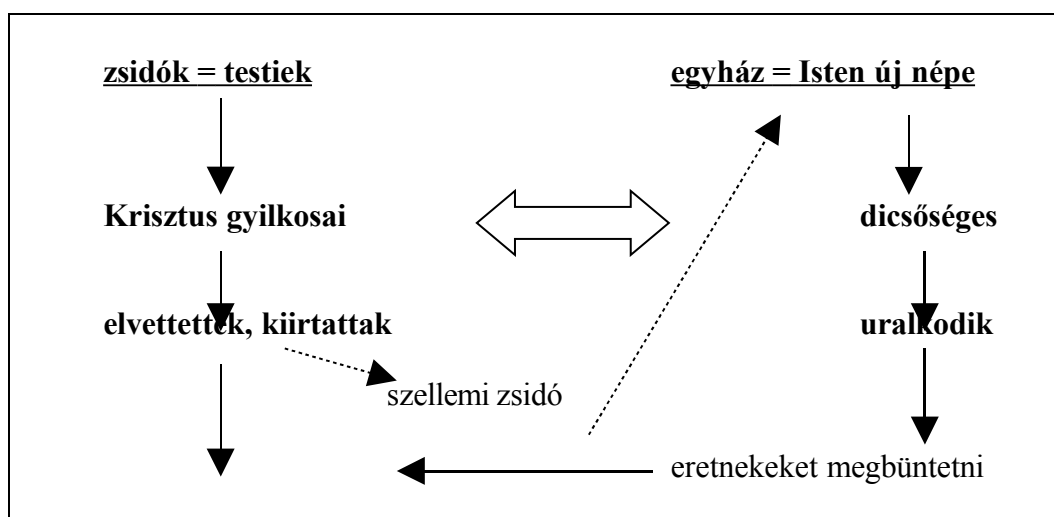 zsidók = testiek
egyház = Isten új népe
Krisztus gyilkosai
dicsőséges
elvettettek, kiirtattak
uralkodik
szellemi zsidó
eretnekeket megbüntetni